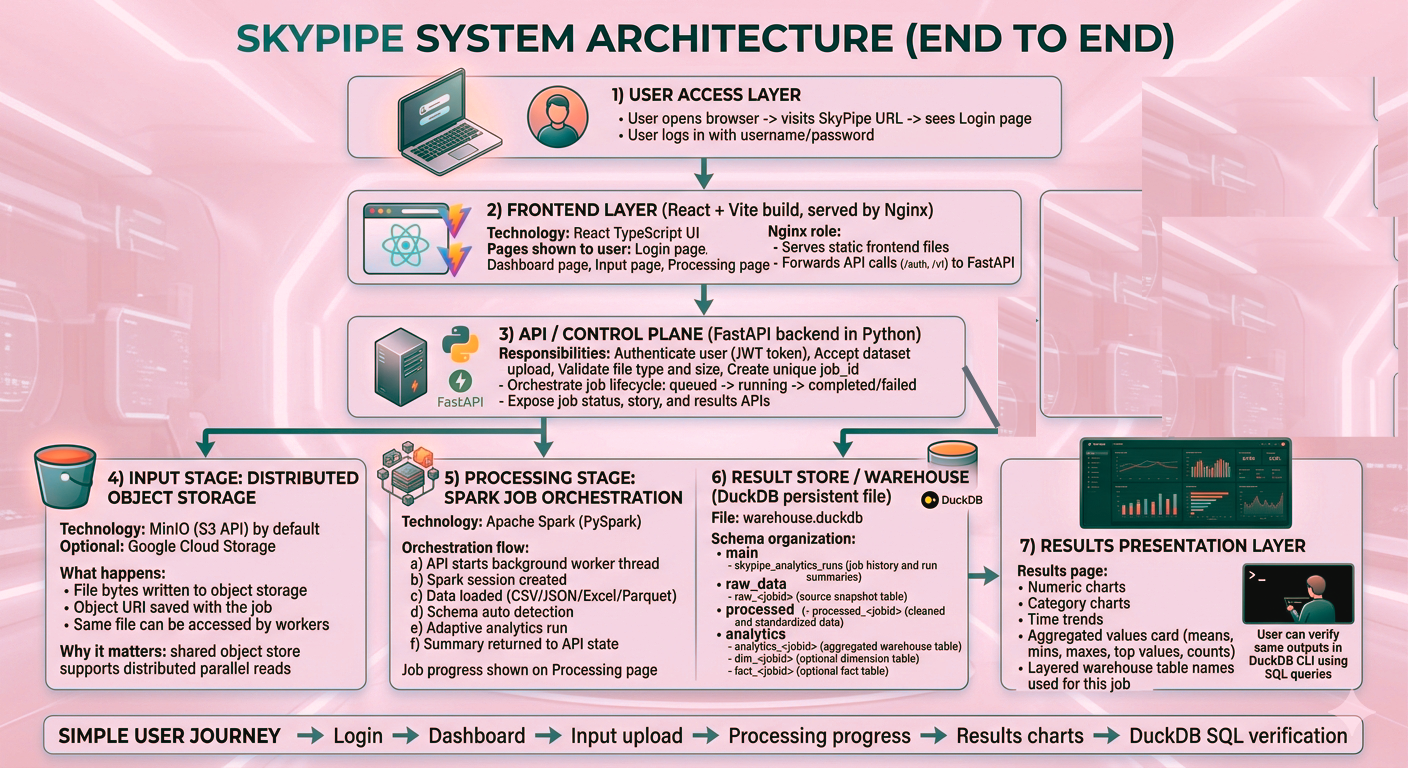 SKYPIPE SYSTEM ARCHITECTURE (END TO END)
1) USER ACCESS LAYER
• User opens browser -> visits SkyPipe URL -> sees Login page
• User logs in with username/password
2) FRONTEND LAYER (React + Vite build, served by Nginx)
Technology: React TypeScript UI
Pages shown to user: Login page.
Dashboard page, Input page, Processing page
Nginx role:
- Serves static frontend files
- Forwards API calls (/auth, /v1) to FastAPI
3) API / CONTROL PLANE (FastAPI backend in Python)
Responsibilities: Authenticate user (JWT token), Accept dataset
upload, Validate file type and size, Create unique job_id
- Orchestrate job lifecycle: queued -> running -> completed/failed
- Expose job status, story, and results APIs
FastAPI
4) INPUT STAGE: DISTRIBUTED
OBJECT STORAGE
Technology: MinIO (S3 API) by default
Optional: Google Cloud Storage
What happens:
• File bytes written to object storage
• Object URI saved with the job
• Same file can be accessed by workers
Why it matters: shared object store
supports distributed parallel reads
5) PROCESSING STAGE:
SPARK JOB ORCHESTRATION
Technology: Apache Spark (PySpark)
Orchestration flow:
a) API starts background worker thread
b) Spark session created
c) Data loaded (CSV/JSON/Excel/Parquet)
d) Schema auto detection
e) Adaptive analytics run
f) Summary returned to API state
Job progress shown on Processing page
6) RESULT STORE / WAREHOUSE
(DuckDB persistent file)
DuckDB
File: warehouse.duckdb
Schema organization:
• main
- skypipe_analytics_runs (job history and run
summaries)
• raw_data
- raw_<jobid> (source snapshot table)
• processed (- processed_<jobid> (cleaned
and standardized data)
• analytics
- analytics_<jobid> (aggregated warehouse table)
- dim_<jobid> (optional dimension table)
- fact_<jobid> (optional fact table)
7) RESULTS PRESENTATION LAYER
Results page:
• Numeric charts
• Category charts
• Time trends
• Aggregated values card (means,
mins, maxes, top values, counts)
• Layered warehouse table names
used for this job
>_
User can verify
same outputs in
DuckDB CLI using
SQL queries
SIMPLE USER JOURNEY → Login → Dashboard → Input upload → Processing progress → Results charts → DuckDB SQL verification